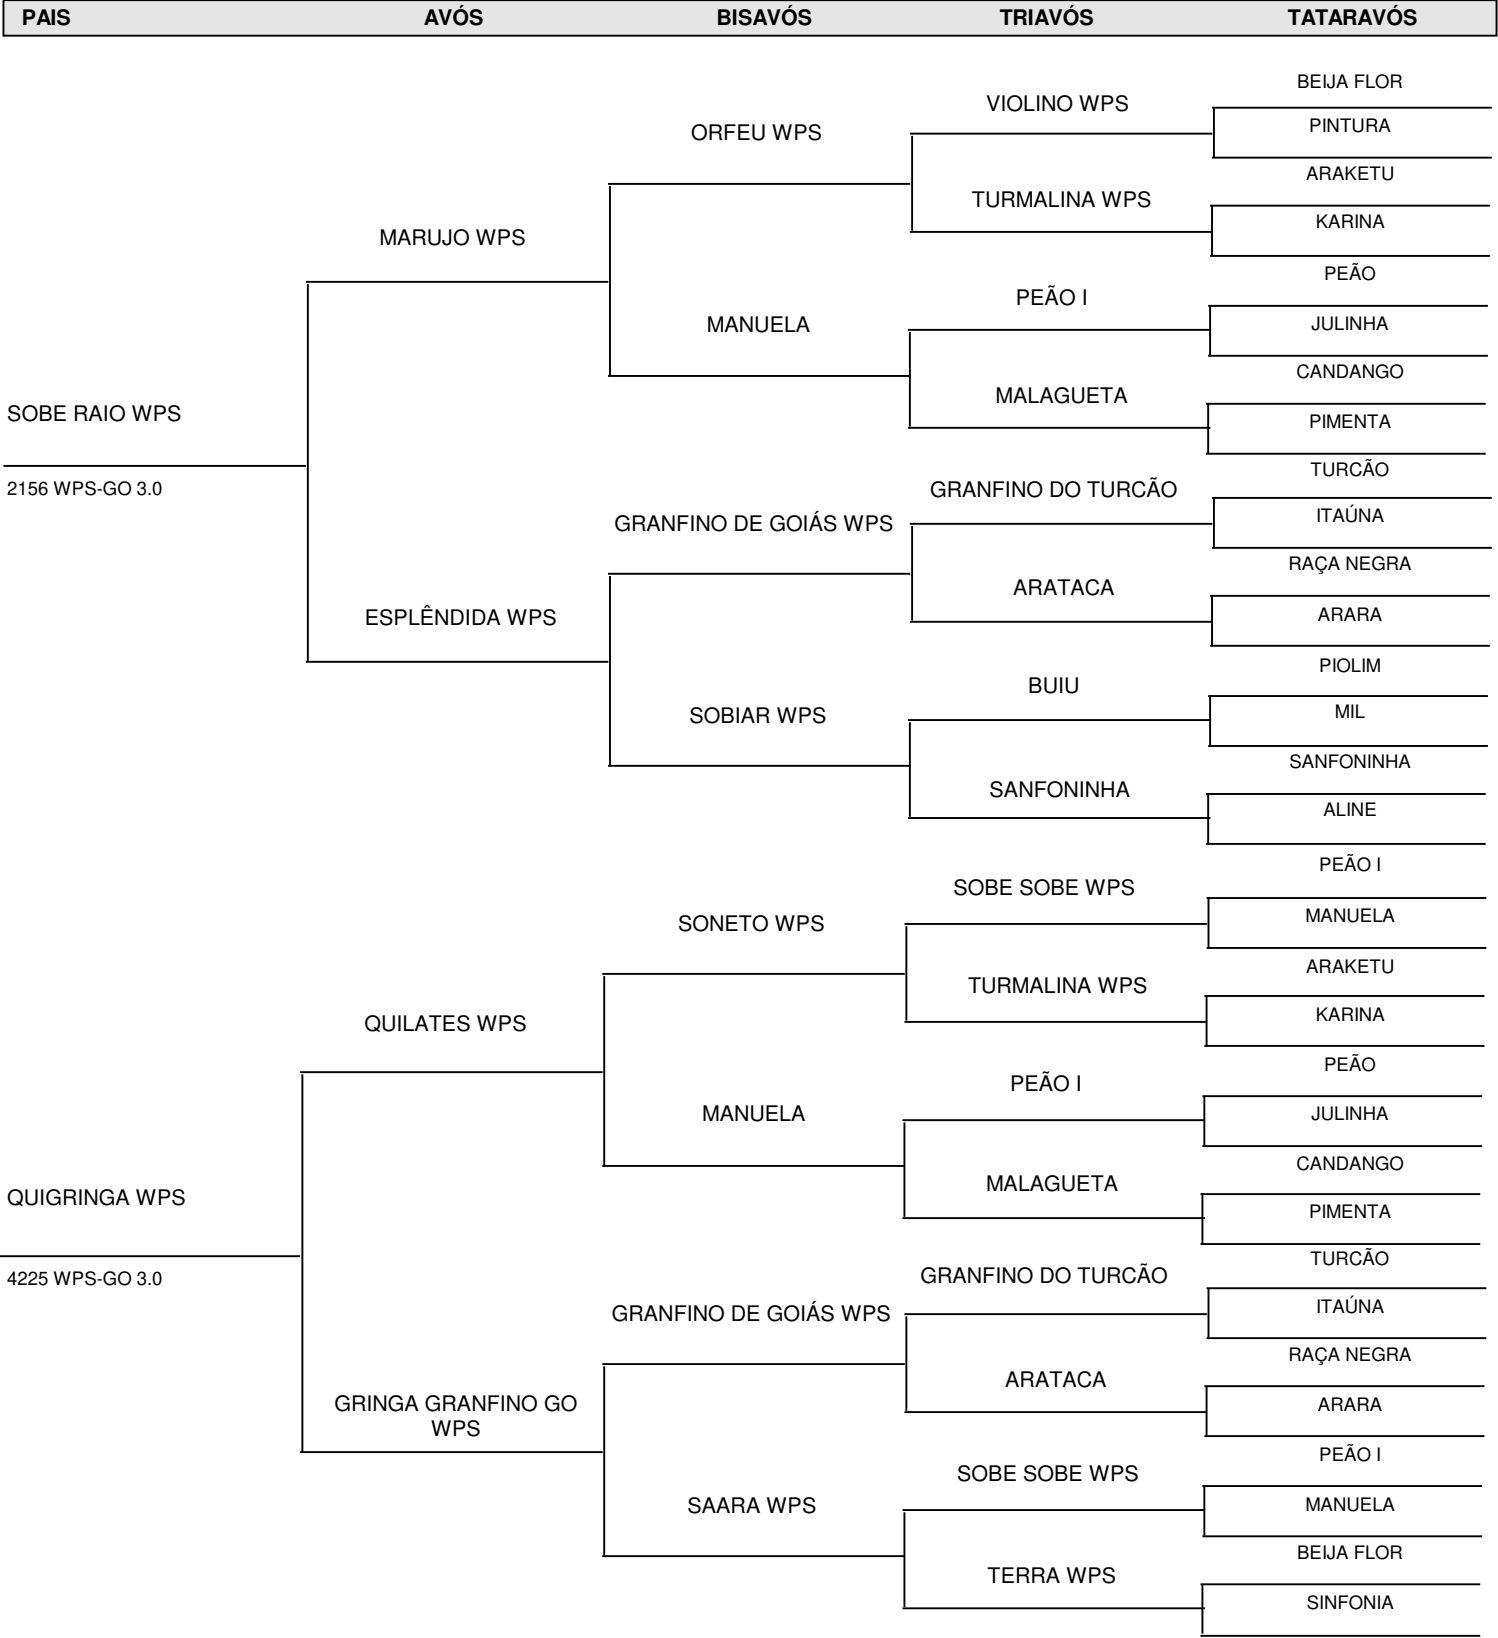 PAIS AVÓS BISAVÓS TRIAVÓS TATARAVÓS
BEIJA FLOR
VIOLINO WPS
PINTURA
ORFEU WPS
ARAKETU
TURMALINA WPS
KARINA
MARUJO WPS
PEÃO
PEÃO I
JULINHA
MANUELA
CANDANGO
MALAGUETA
PIMENTA
SOBE RAIO WPS
2156 WPS-GO 3.0
TURCÃO
GRANFINO DO TURCÃO
ITAÚNA
GRANFINO DE GOIÁS WPS
RAÇA NEGRA
ARATACA
ARARA
ESPLÊNDIDA WPS
PIOLIM
BUIU
MIL
SOBIAR WPS
SANFONINHA
SANFONINHA
ALINE
PEÃO I
SOBE SOBE WPS
MANUELA
SONETO WPS
ARAKETU
TURMALINA WPS
KARINA
QUILATES WPS
PEÃO
PEÃO I
JULINHA
MANUELA
CANDANGO
MALAGUETA
PIMENTA
QUIGRINGA WPS
4225 WPS-GO 3.0
TURCÃO
GRANFINO DO TURCÃO
ITAÚNA
GRANFINO DE GOIÁS WPS
RAÇA NEGRA
ARATACA
ARARA
GRINGA GRANFINO GO
WPS
PEÃO I
SOBE SOBE WPS
MANUELA
SAARA WPS
BEIJA FLOR
TERRA WPS
SINFONIA